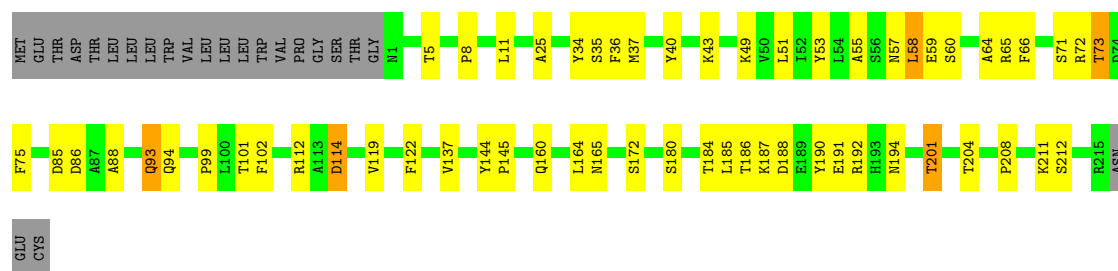 MET GLU THR ASP THR LEU LEU LEU TRP VAL LEU LEU LEU TRP VAL PRO GLY SER THR GLY N1 T5 P8 L11 A25 Y34 S35 F36 M37 Y40 K43 K49 V50 L51 I52 Y53 L54 A55 S56 N57 L58 E59 S60 A64 R65 F66 S71 R72 T73 D74
F75 D85 D86 A87 A88 Q93 Q94 P99 L100 T101 F102 R112 A113 D114 V119 F122 V137 Y144 P145 Q160 L164 N165 S172 S180 T184 L185 T186 K187 D188 E189 Y190 E191 R192 H193 N194 T201 T204 P208 K211 S212 R215 ASN
GLU CYS